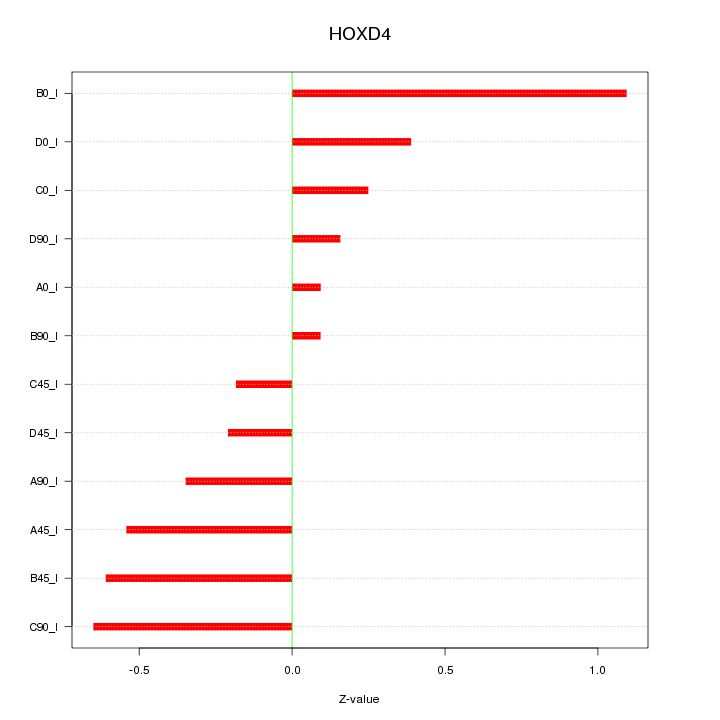 HOXD4
B0_I
D0_I
C0_I
D90_I
A0_I
B90_I
C45_I
D45_I
A90_I
A45_I
B45_I
C90_I
-0.5 0.0 0.5 1.0
Z-value